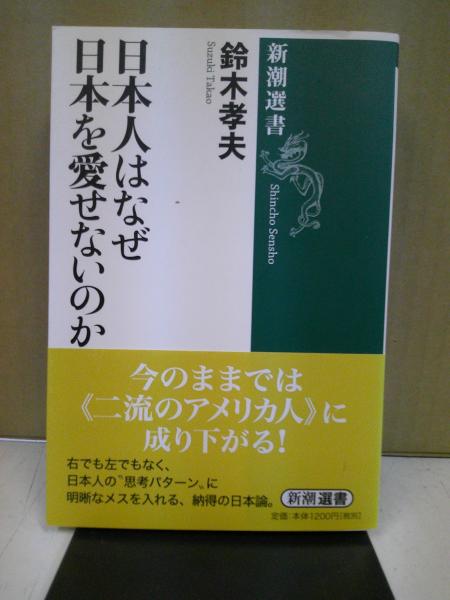 新潮選書
Shincho Sensho
鈴木孝夫
Suzuki Takao
日本人はなぜ
日本を愛せないのか
今のままでは
《二流のアメリカ人》に
成り下がる!
右でも左でもなく、
日本人の〝思考パターン〟に
明晰なメスを入れる、納得の日本論。
新潮選書
定価:本体1200円[税別]